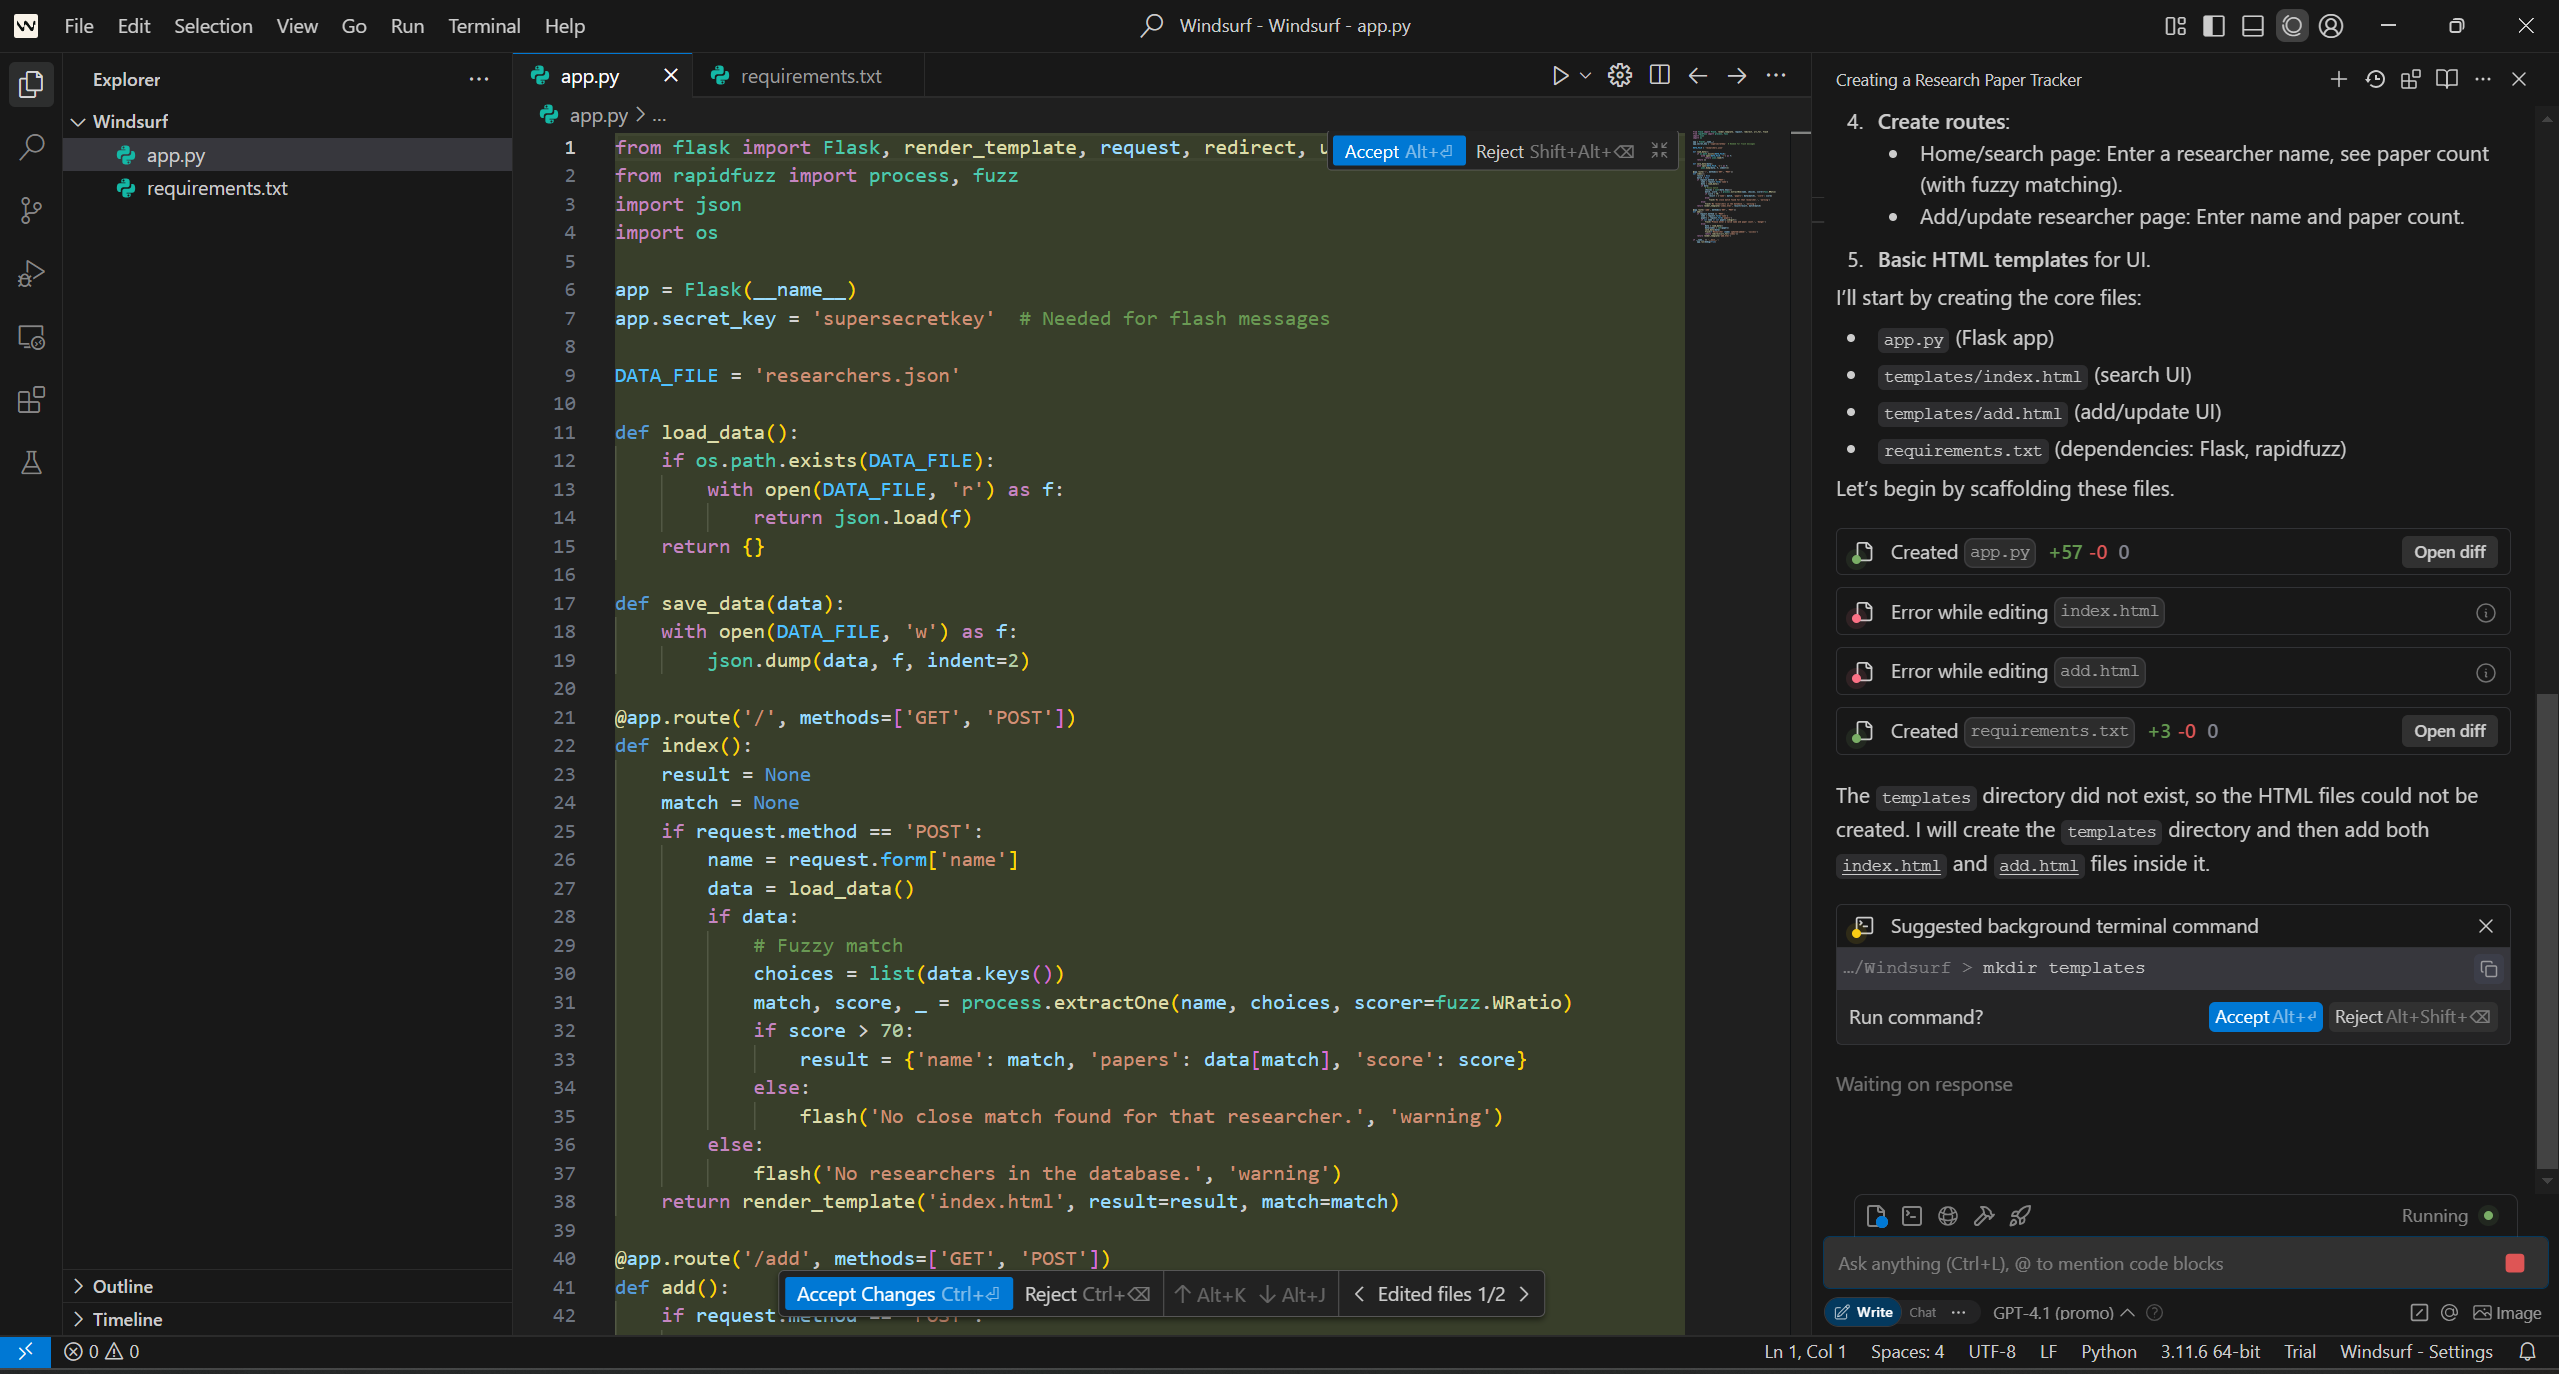 File Edit Selection View Go Run Terminal Help
Windsurf - Windsurf - app.py
Explorer
Windsurf
app.py
requirements.txt
Outline
Timeline
app.py
requirements.txt
app.py > ...
1 from flask import Flask, render_template, request, redirect, u
2 from rapidfuzz import process, fuzz
3 import json
4 import os
5
6 app = Flask(__name__)
7 app.secret_key = 'supersecretkey'  # Needed for flash messages
8
9 DATA_FILE = 'researchers.json'
10
11 def load_data():
12     if os.path.exists(DATA_FILE):
13         with open(DATA_FILE, 'r') as f:
14             return json.load(f)
15     return {}
16
17 def save_data(data):
18     with open(DATA_FILE, 'w') as f:
19         json.dump(data, f, indent=2)
20
21 @app.route('/', methods=['GET', 'POST'])
22 def index():
23     result = None
24     match = None
25     if request.method == 'POST':
26         name = request.form['name']
27         data = load_data()
28         if data:
29             # Fuzzy match
30             choices = list(data.keys())
31             match, score, _ = process.extractOne(name, choices, scorer=fuzz.WRatio)
32             if score > 70:
33                 result = {'name': match, 'papers': data[match], 'score': score}
34             else:
35                 flash('No close match found for that researcher.', 'warning')
36         else:
37             flash('No researchers in the database.', 'warning')
38     return render_template('index.html', result=result, match=match)
39
40 @app.route('/add', methods=['GET', 'POST'])
41 def add():
42     if request.method == 'POST':
Accept Alt+⏎ Reject Shift+Alt+⌫
Accept Changes Ctrl+⏎ Reject Ctrl+⌫ ↑ Alt+K ↓ Alt+J < Edited files 1/2 >
Creating a Research Paper Tracker
4. Create routes:
• Home/search page: Enter a researcher name, see paper count
(with fuzzy matching).
• Add/update researcher page: Enter name and paper count.
5. Basic HTML templates for UI.
I'll start by creating the core files:
• app.py (Flask app)
• templates/index.html (search UI)
• templates/add.html (add/update UI)
• requirements.txt (dependencies: Flask, rapidfuzz)
Let's begin by scaffolding these files.
Created app.py +57 -0 0 Open diff
Error while editing index.html
Error while editing add.html
Created requirements.txt +3 -0 0 Open diff
The templates directory did not exist, so the HTML files could not be
created. I will create the templates directory and then add both
index.html and add.html files inside it.
Suggested background terminal command
…/Windsurf > mkdir templates
Run command? Accept Alt+⏎ Reject Alt+Shift+⌫
Waiting on response
Running
Ask anything (Ctrl+L), @ to mention code blocks
Write Chat ... GPT-4.1 (promo) Image
0 0
Ln 1, Col 1 Spaces: 4 UTF-8 LF Python 3.11.6 64-bit Trial Windsurf - Settings